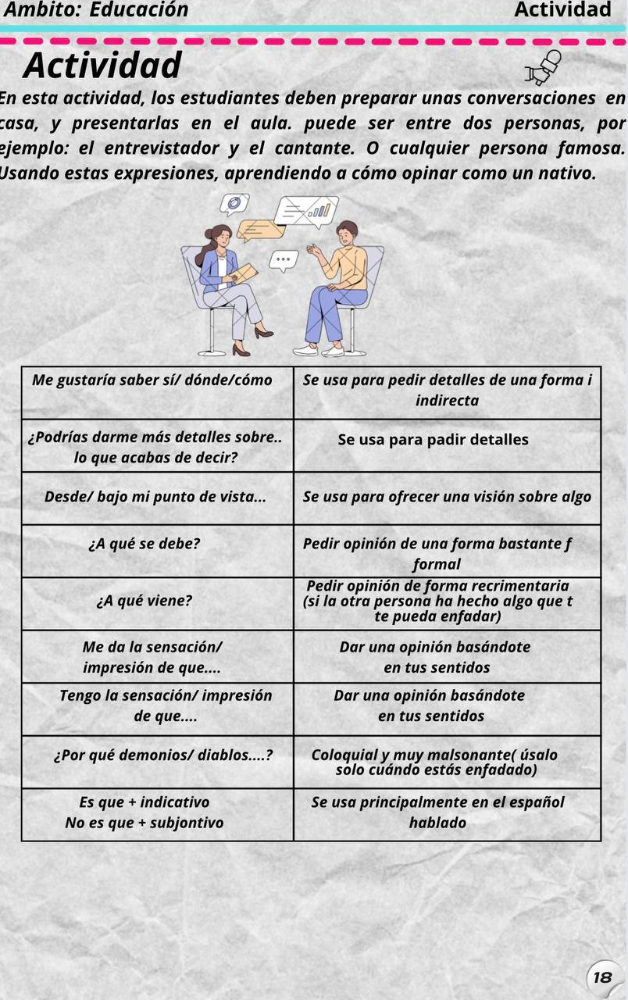 Ambito: Educación
Actividad
Actividad
En esta actividad, los estudiantes deben preparar unas conversaciones en
casa, y presentarlas en el aula. puede ser entre dos personas, por
ejemplo: el entrevistador y el cantante. O cualquier persona famosa.
Usando estas expresiones, aprendiendo a cómo opinar como un nativo.
Me gustaría saber sí/ dónde/cómo
Se usa para pedir detalles de una forma i
indirecta
¿Podrías darme más detalles sobre..
lo que acabas de decir?
Se usa para padir detalles
Desde/ bajo mi punto de vista...
Se usa para ofrecer una visión sobre algo
¿A qué se debe?
Pedir opinión de una forma bastante f
formal
¿A qué viene?
Pedir opinión de forma recrimentaria
(si la otra persona ha hecho algo que t
te pueda enfadar)
Me da la sensación/
impresión de que....
Dar una opinión basándote
en tus sentidos
Tengo la sensación/ impresión
de que....
Dar una opinión basándote
en tus sentidos
¿Por qué demonios/ diablos....?
Coloquial y muy malsonante( úsalo
solo cuándo estás enfadado)
Es que + indicativo
No es que + subjontivo
Se usa principalmente en el español
hablado
18